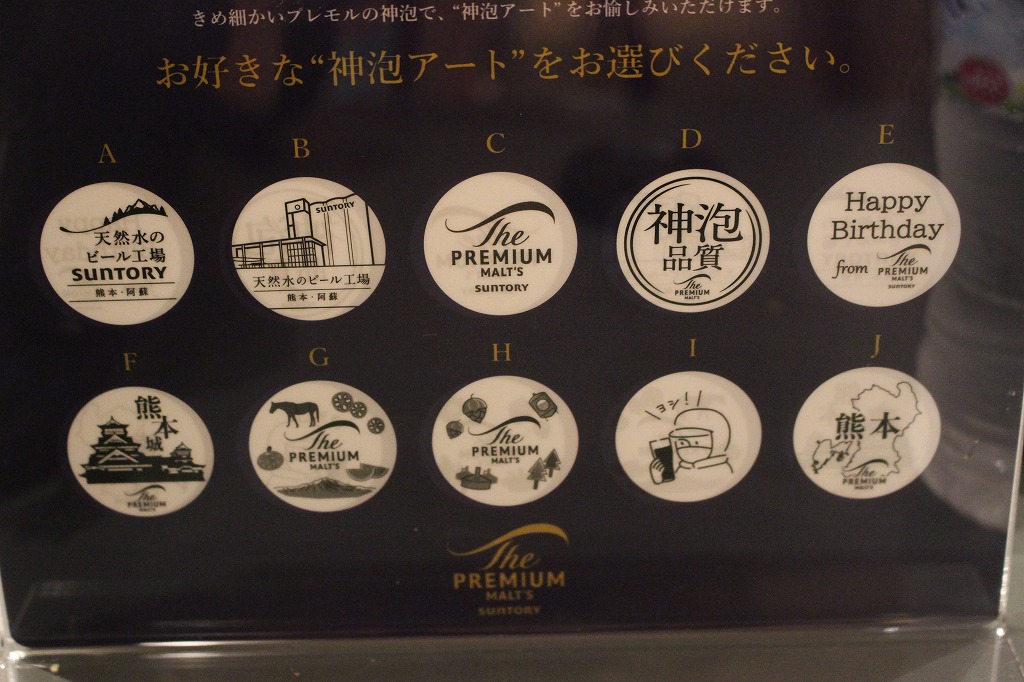 きめ細かいプレモルの神泡で、“神泡アート”をお愉しみいただけます。
お好きな“神泡アート”をお選びください。
A
天然水の
ビール工場
SUNTORY
熊本・阿蘇
B
SUNTORY
天然水のビール工場
熊本・阿蘇
C
The
PREMIUM
MALT'S
SUNTORY
D
神泡
品質
The
PREMIUM
MALT'S
E
Happy
Birthday
from The
PREMIUM
MALT'S
SUNTORY
F
熊本城
The
PREMIUM
MALT'S
G
The
PREMIUM
MALT'S
H
The
PREMIUM
MALT'S
I
ヨシ!
J
熊本
The
PREMIUM
MALT'S
The
PREMIUM
MALT'S
SUNTORY